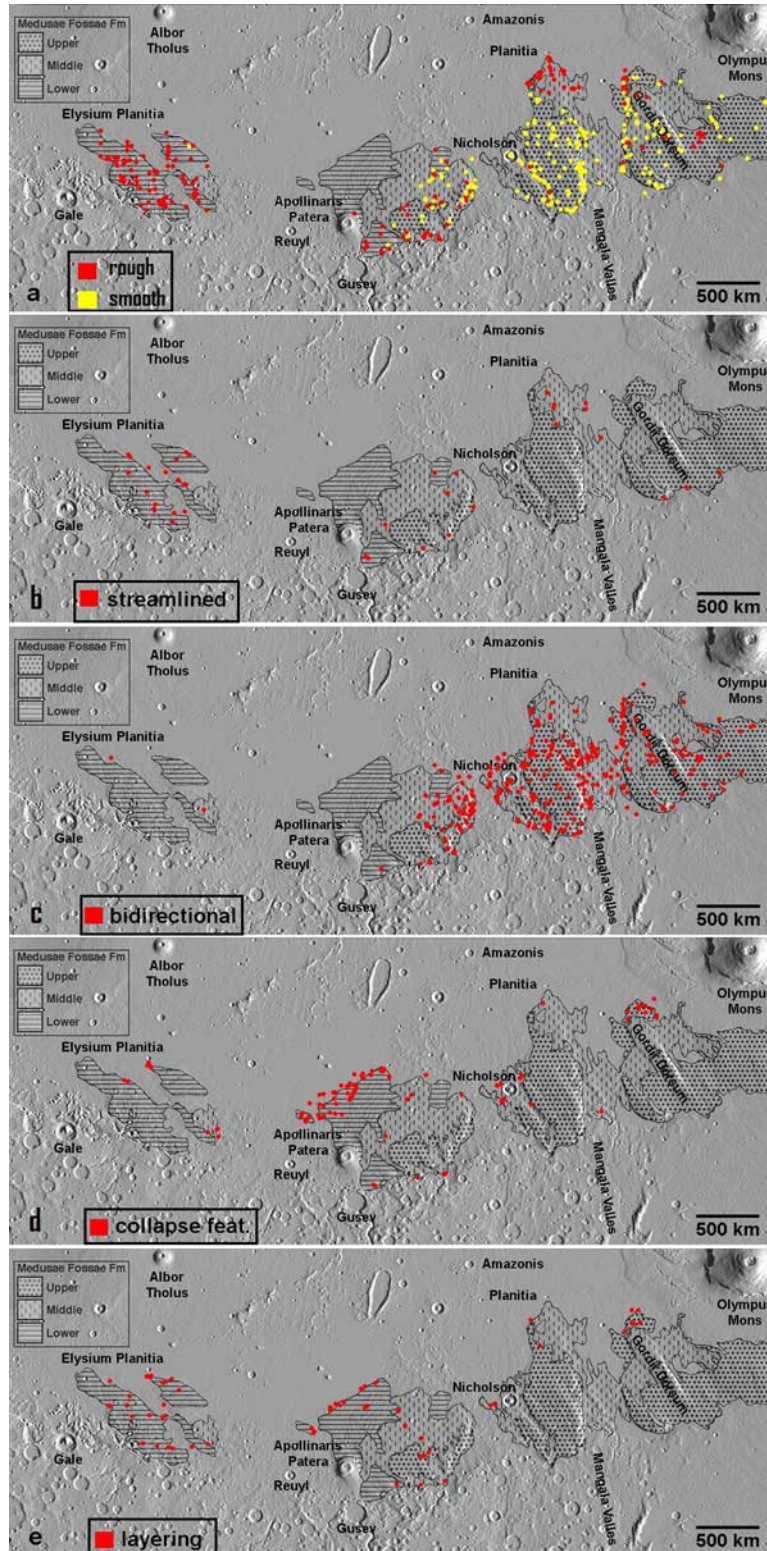 Medusae Fossae Fm
Upper
Middle
Lower
Albor
Tholus
Amazonis
Planitia
Olympu
Mons
Elysium Planitia
Nicholson
Gordii Dorsum
Apollinaris
Patera
Gale
Reuyl
Gusev
Mangala Valles
rough
smooth
a
500 km
Medusae Fossae Fm
Upper
Middle
Lower
Albor
Tholus
Amazonis
Planitia
Olympu
Mons
Elysium Planitia
Nicholson
Gordii Dorsum
Apollinaris
Patera
Gale
Reuyl
Gusev
Mangala Valles
b
streamlined
500 km
Medusae Fossae Fm
Upper
Middle
Lower
Albor
Tholus
Amazonis
Planitia
Olympu
Mons
Elysium Planitia
Nicholson
Gordii Dorsum
Apollinaris
Patera
Gale
Reuyl
Gusev
Mangala Valles
c
bidirectional
500 km
Medusae Fossae Fm
Upper
Middle
Lower
Albor
Tholus
Amazonis
Planitia
Olympu
Mons
Elysium Planitia
Nicholson
Gordii Dorsum
Apollinaris
Patera
Gale
Reuyl
Gusev
Mangala Valles
d
collapse feat.
500 km
Medusae Fossae Fm
Upper
Middle
Lower
Albor
Tholus
Amazonis
Planitia
Olympu
Mons
Elysium Planitia
Nicholson
Gordii Dorsum
Apollinaris
Patera
Gale
Reuyl
Gusev
Mangala Valles
e
layering
500 km